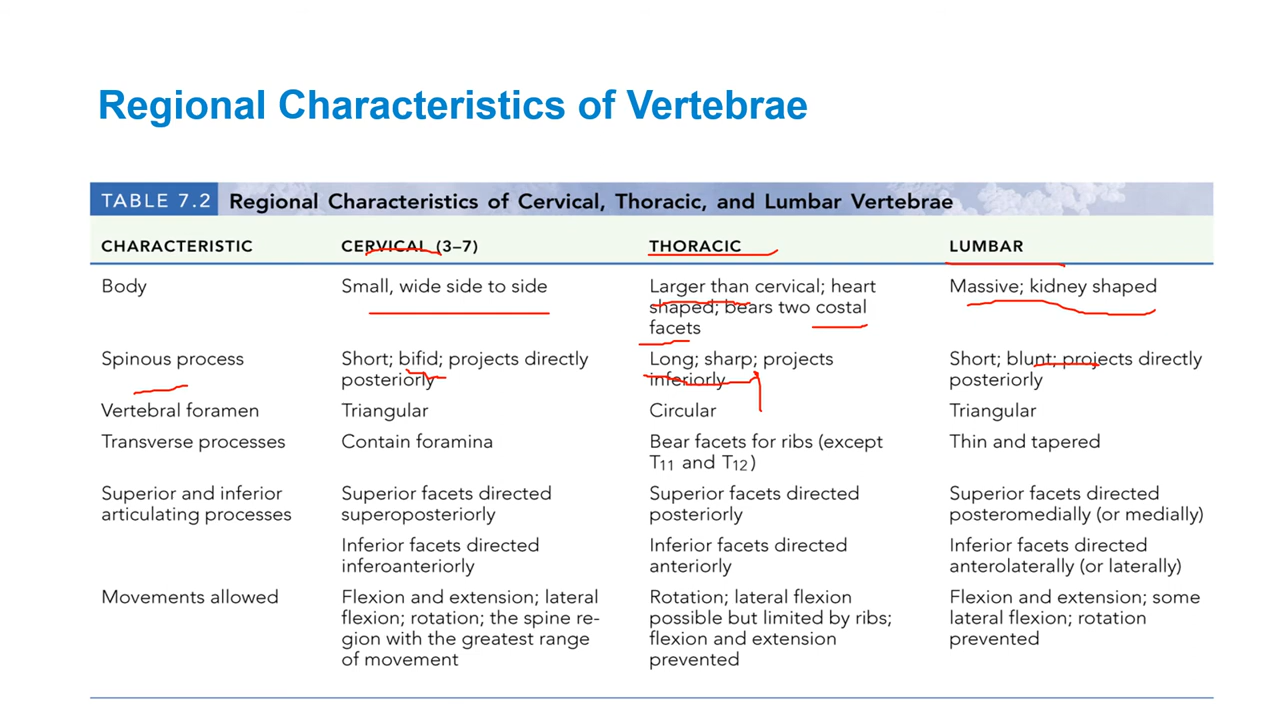 Regional Characteristics of Vertebrae
TABLE 7.2 Regional Characteristics of Cervical, Thoracic, and Lumbar Vertebrae
CHARACTERISTIC CERVICAL (3–7) THORACIC LUMBAR
Body Small, wide side to side Larger than cervical; heart Massive; kidney shaped
shaped; bears two costal
facets
Spinous process Short; bifid; projects directly Long; sharp; projects Short; blunt; projects directly
posteriorly inferiorly posteriorly
Vertebral foramen Triangular Circular Triangular
Transverse processes Contain foramina Bear facets for ribs (except Thin and tapered
T11 and T12)
Superior and inferior Superior facets directed Superior facets directed Superior facets directed
articulating processes superoposteriorly posteriorly posteromedially (or medially)
Inferior facets directed Inferior facets directed Inferior facets directed
inferoanteriorly anteriorly anterolaterally (or laterally)
Movements allowed Flexion and extension; lateral Rotation; lateral flexion Flexion and extension; some
flexion; rotation; the spine re- possible but limited by ribs; lateral flexion; rotation
gion with the greatest range flexion and extension prevented
of movement prevented